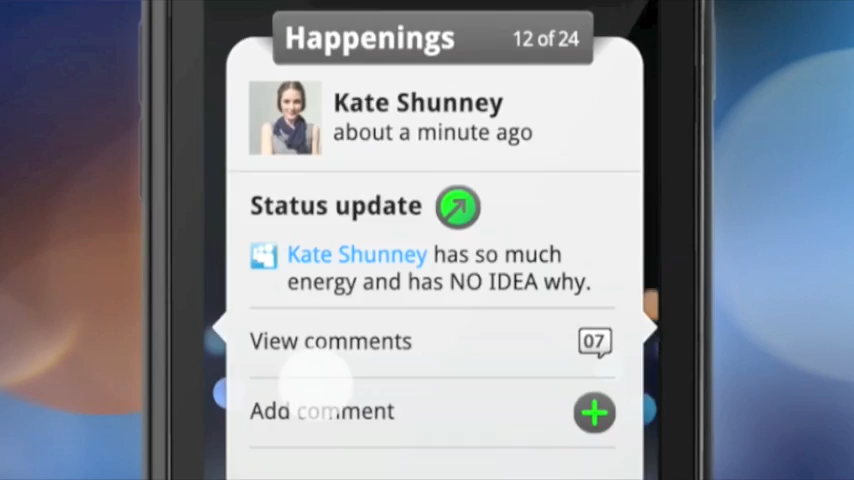 Happenings 12 of 24
Kate Shunney
about a minute ago
Status update
Kate Shunney has so much
energy and has NO IDEA why.
View comments 07
Add comment